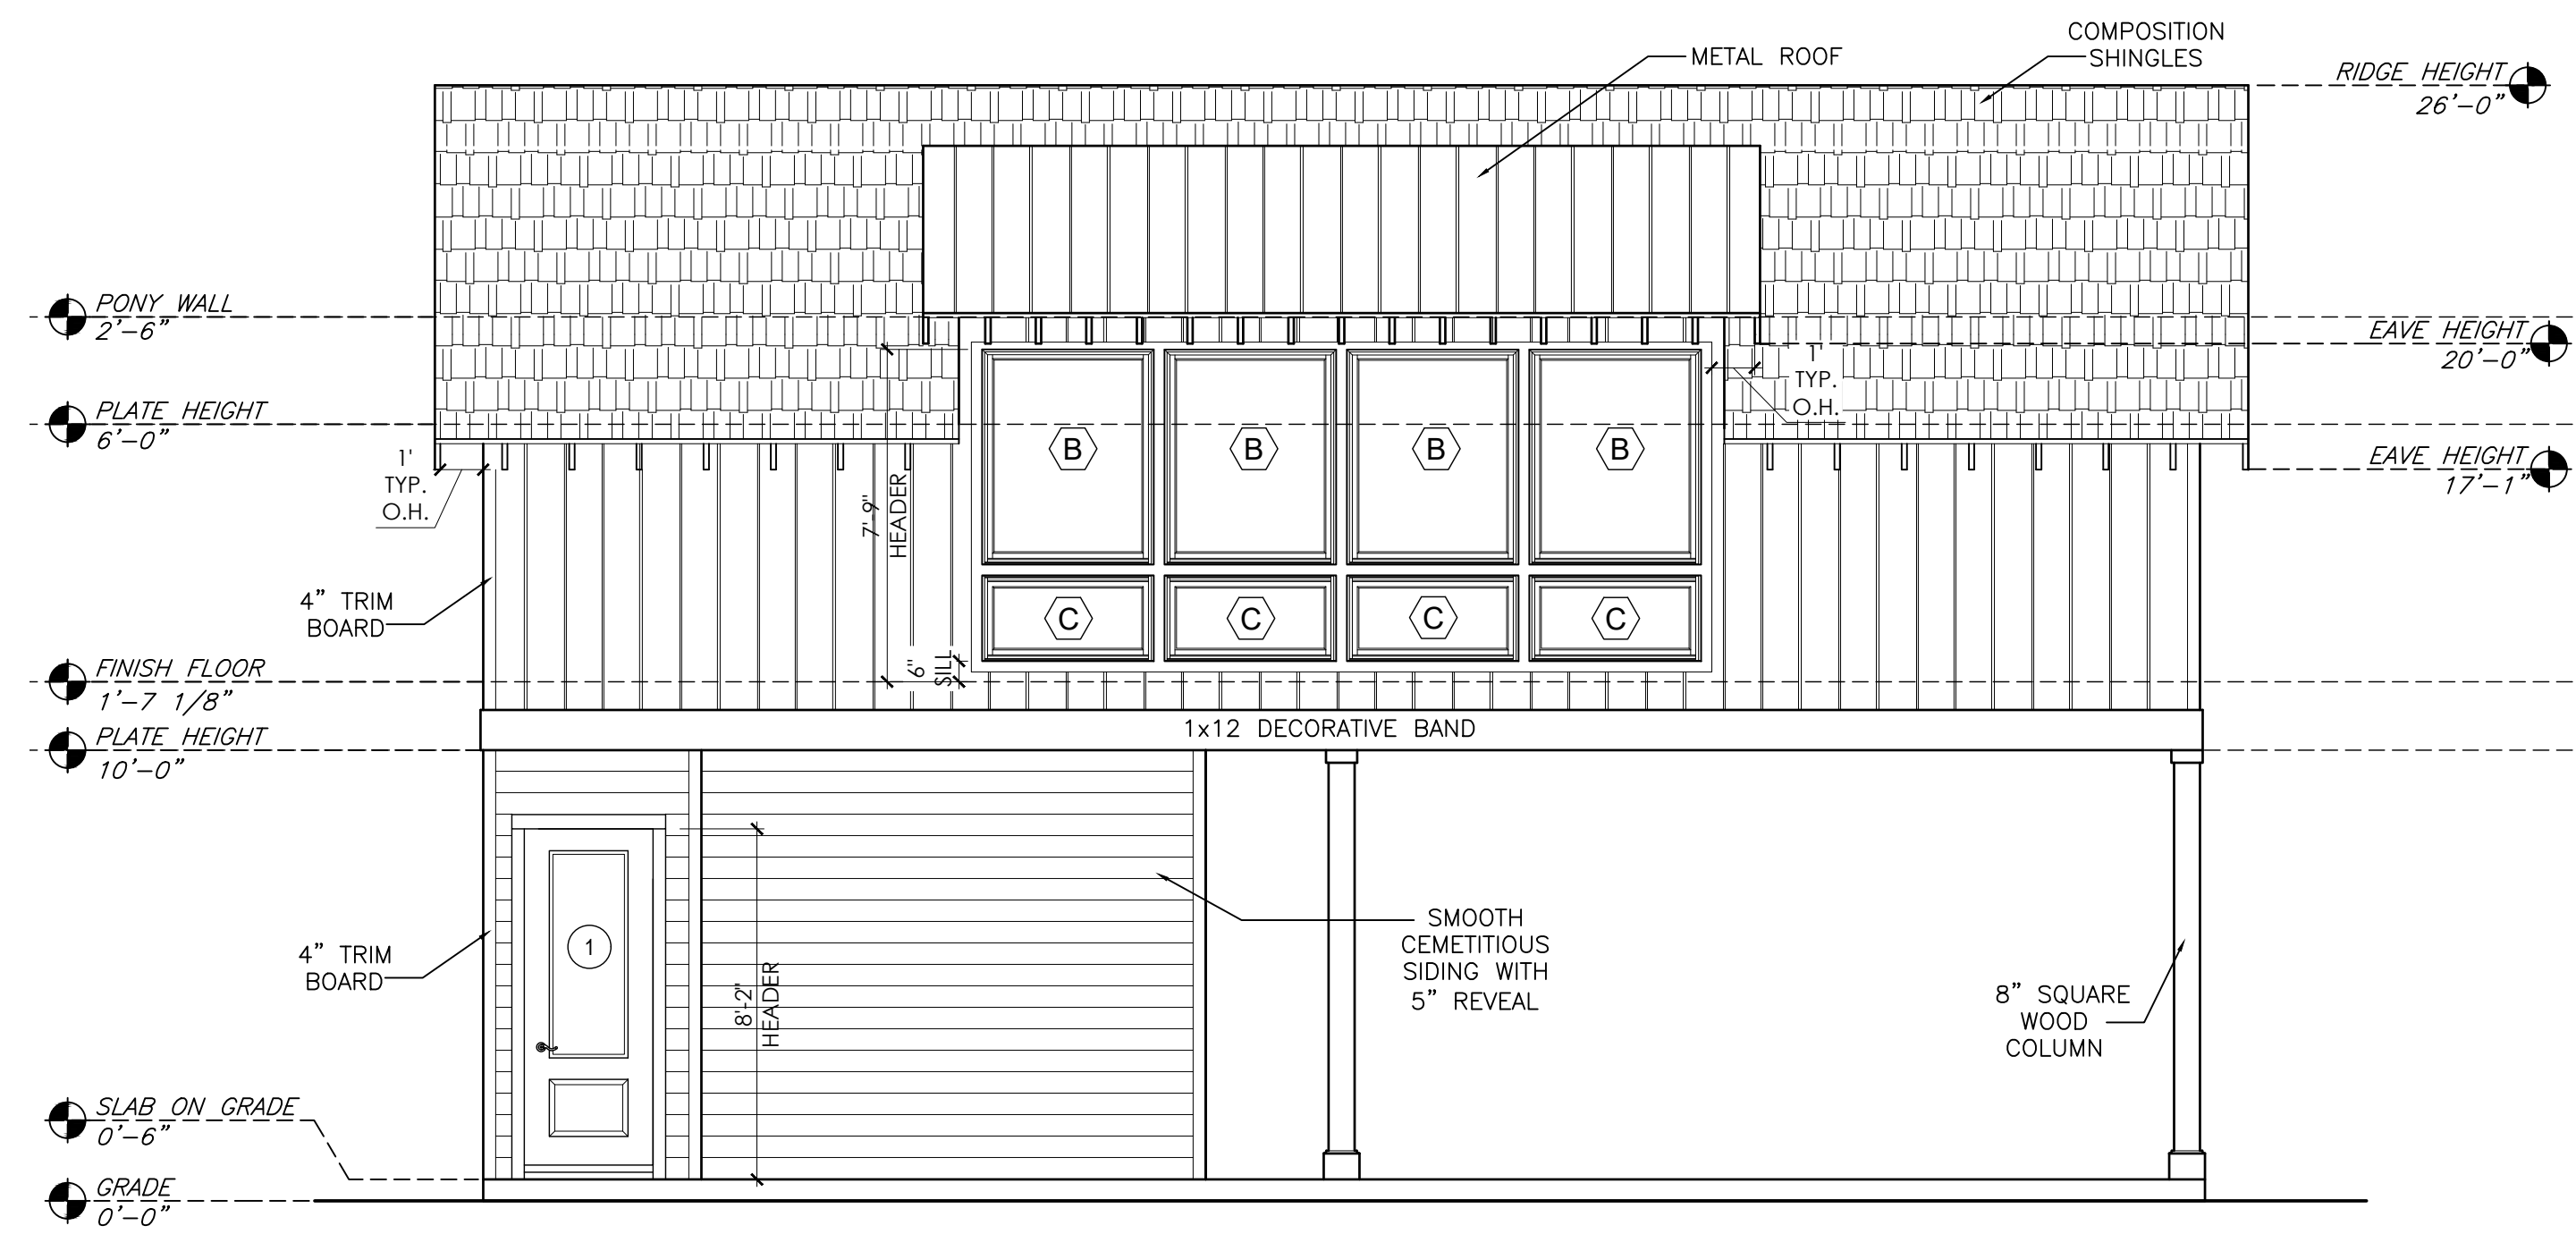 COMPOSITION
SHINGLES
METAL ROOF
RIDGE HEIGHT
26'-0"
PONY WALL
2'-6"
EAVE HEIGHT
20'-0"
1'
TYP.
O.H.
PLATE HEIGHT
6'-0"
B
B
B
B
EAVE HEIGHT
17'-1"
1'
TYP.
O.H.
7'-9"
HEADER
4" TRIM
BOARD
C
C
C
C
FINISH FLOOR
1'-7 1/8"
6"
SILL
1x12 DECORATIVE BAND
PLATE HEIGHT
10'-0"
1
4" TRIM
BOARD
8'-2"
HEADER
SMOOTH
CEMETITIOUS
SIDING WITH
5" REVEAL
8" SQUARE
WOOD
COLUMN
SLAB ON GRADE
0'-6"
GRADE
0'-0"